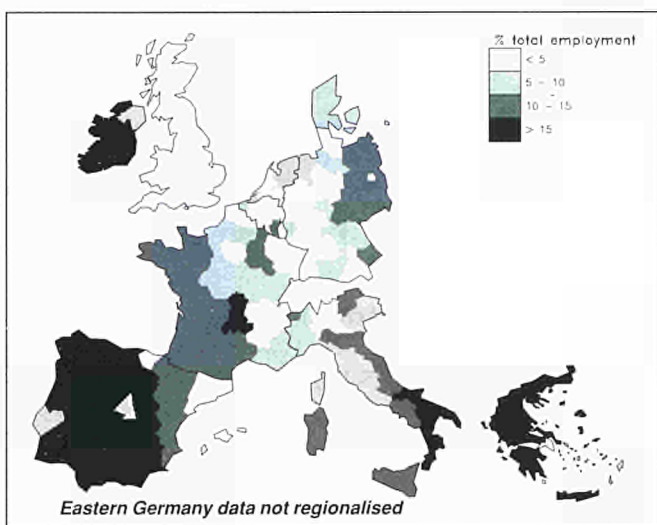 % total employment
< 5
5 - 10
10 - 15
> 15
Eastern Germany data not regionalised